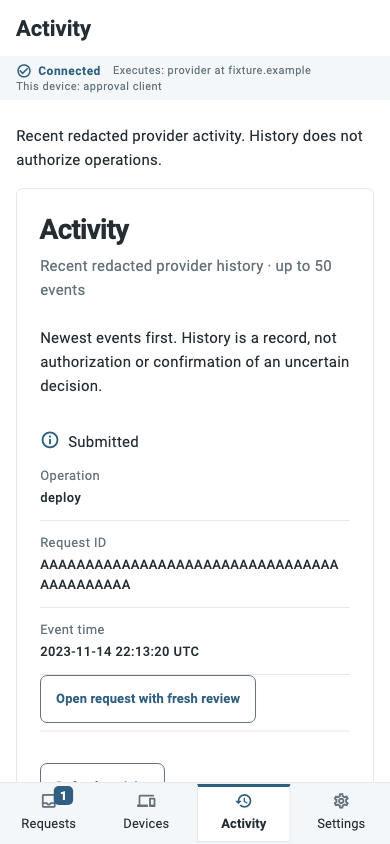 Activity
Connected Executes: provider at fixture.example
This device: approval client
Recent redacted provider activity. History does not
authorize operations.
Activity
Recent redacted provider history · up to 50
events
Newest events first. History is a record, not
authorization or confirmation of an uncertain
decision.
Submitted
Operation
deploy
Request ID
AAAAAAAAAAAAAAAAAAAAAAAAAAAAAAAAA
AAAAAAAAAA
Event time
2023-11-14 22:13:20 UTC
Open request with fresh review
1
Requests Devices Activity Settings